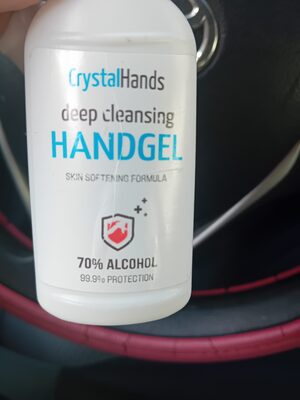 CrystalHands
deep cleansing
HANDGEL
SKIN SOFTENING FORMULA
70% ALCOHOL
99.9% PROTECTION